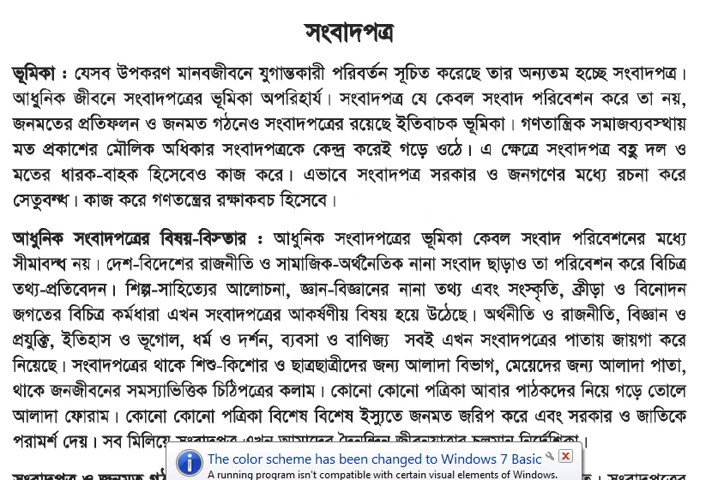 সংবাদপত্র
ভূমিকা : যেসব উপকরণ মানবজীবনে যুগান্তকারী পরিবর্তন সূচিত করেছে তার অন্যতম হচ্ছে সংবাদপত্র।
আধুনিক জীবনে সংবাদপত্রের ভূমিকা অপরিহার্য। সংবাদপত্র যে কেবল সংবাদ পরিবেশন করে তা নয়,
জনমতের প্রতিফলন ও জনমত গঠনেও সংবাদপত্রের রয়েছে ইতিবাচক ভূমিকা। গণতান্ত্রিক সমাজব্যবস্থায়
মত প্রকাশের মৌলিক অধিকার সংবাদপত্রকে কেন্দ্র করেই গড়ে ওঠে। এ ক্ষেত্রে সংবাদপত্র বহু দল ও
মতের ধারক-বাহক হিসেবেও কাজ করে। এভাবে সংবাদপত্র সরকার ও জনগণের মধ্যে রচনা করে
সেতুবন্ধ। কাজ করে গণতন্ত্রের রক্ষাকবচ হিসেবে।
আধুনিক সংবাদপত্রের বিষয়-বিস্তার : আধুনিক সংবাদপত্রের ভূমিকা কেবল সংবাদ পরিবেশনের মধ্যে
সীমাবদ্ধ নয়। দেশ-বিদেশের রাজনীতি ও সামাজিক-অর্থনৈতিক নানা সংবাদ ছাড়াও তা পরিবেশন করে বিচিত্র
তথ্য-প্রতিবেদন। শিল্প-সাহিত্যের আলোচনা, জ্ঞান-বিজ্ঞানের নানা তথ্য এবং সংস্কৃতি, ক্রীড়া ও বিনোদন
জগতের বিচিত্র কর্মধারা এখন সংবাদপত্রের আকর্ষণীয় বিষয় হয়ে উঠেছে। অর্থনীতি ও রাজনীতি, বিজ্ঞান ও
প্রযুক্তি, ইতিহাস ও ভূগোল, ধর্ম ও দর্শন, ব্যবসা ও বাণিজ্য সবই এখন সংবাদপত্রের পাতায় জায়গা করে
নিয়েছে। সংবাদপত্রের থাকে শিশু-কিশোর ও ছাত্রছাত্রীদের জন্য আলাদা বিভাগ, মেয়েদের জন্য আলাদা পাতা,
থাকে জনজীবনের সমস্যাভিত্তিক চিঠিপত্রের কলাম। কোনো কোনো পত্রিকা আবার পাঠকদের নিয়ে গড়ে তোলে
আলাদা ফোরাম। কোনো কোনো পত্রিকা বিশেষ বিশেষ ইস্যুতে জনমত জরিপ করে এবং সরকার ও জাতিকে
পরামর্শ দেয়। সব মিলিয়ে সংবাদপত্র এখন আমাদের দৈনন্দিন জীবনযাত্রার চলমান নির্দেশিকা।
The color scheme has been changed to Windows 7 Basic
A running program isn't compatible with certain visual elements of Windows.